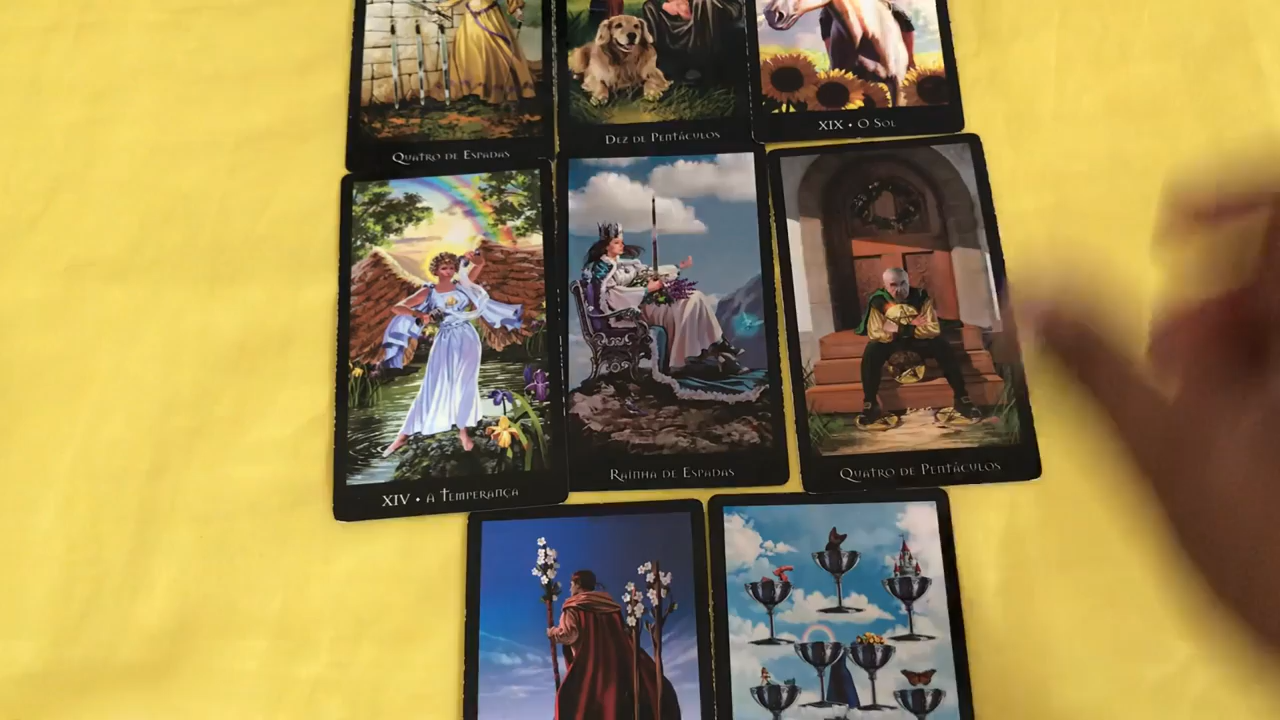 Quatro de Espadas
Dez de Pentáculos
XIX • O Sol
XIV • A Temperança
Rainha de Espadas
Quatro de Pentáculos